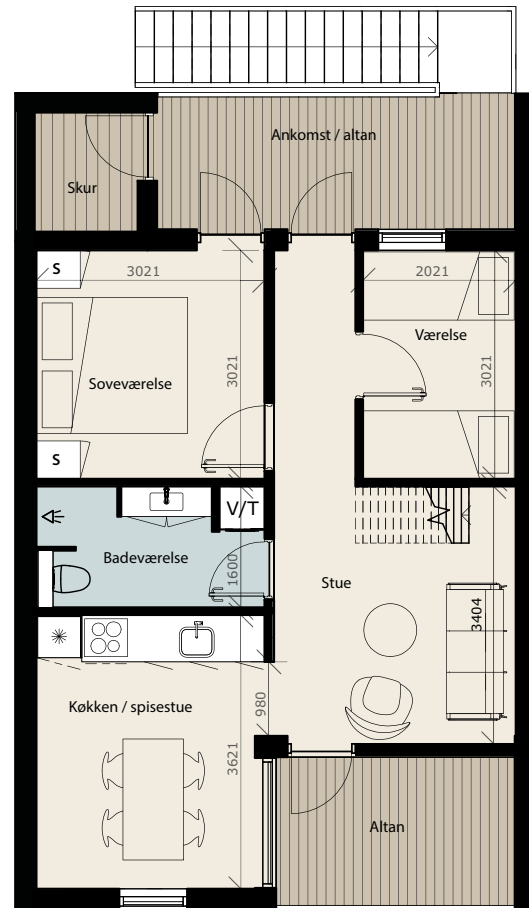 Ankomst / altan
Skur
S
3021
2021
Værelse
3021
3021
Soveværelse
S
V/T
Badeværelse
1600
Stue
3404
Køkken / spisestue
980
3621
Altan